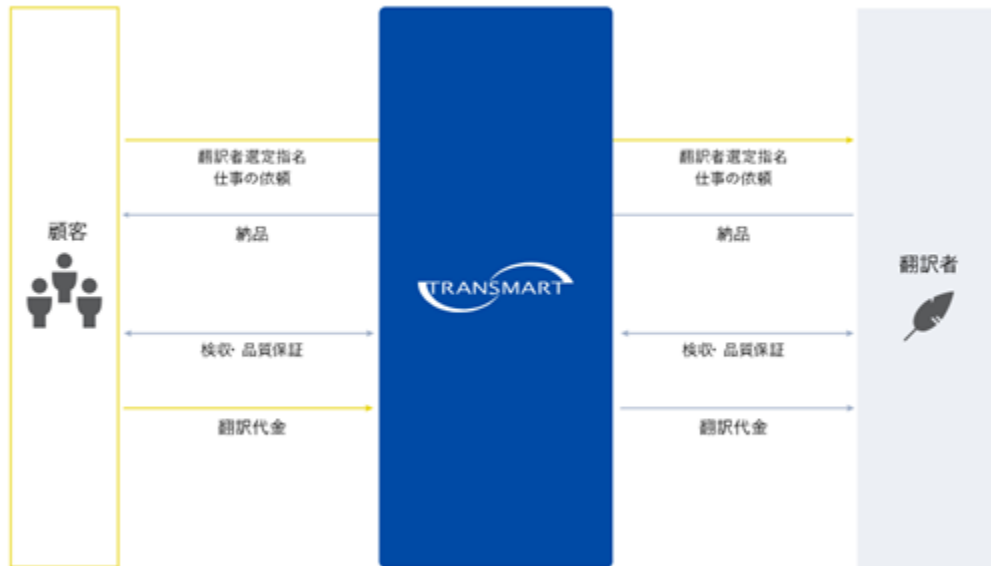 顧客
翻訳者選定指名
仕事の依頼
納品
検収・品質保証
翻訳代金
TRANSMART
翻訳者選定指名
仕事の依頼
納品
検収・品質保証
翻訳代金
翻訳者